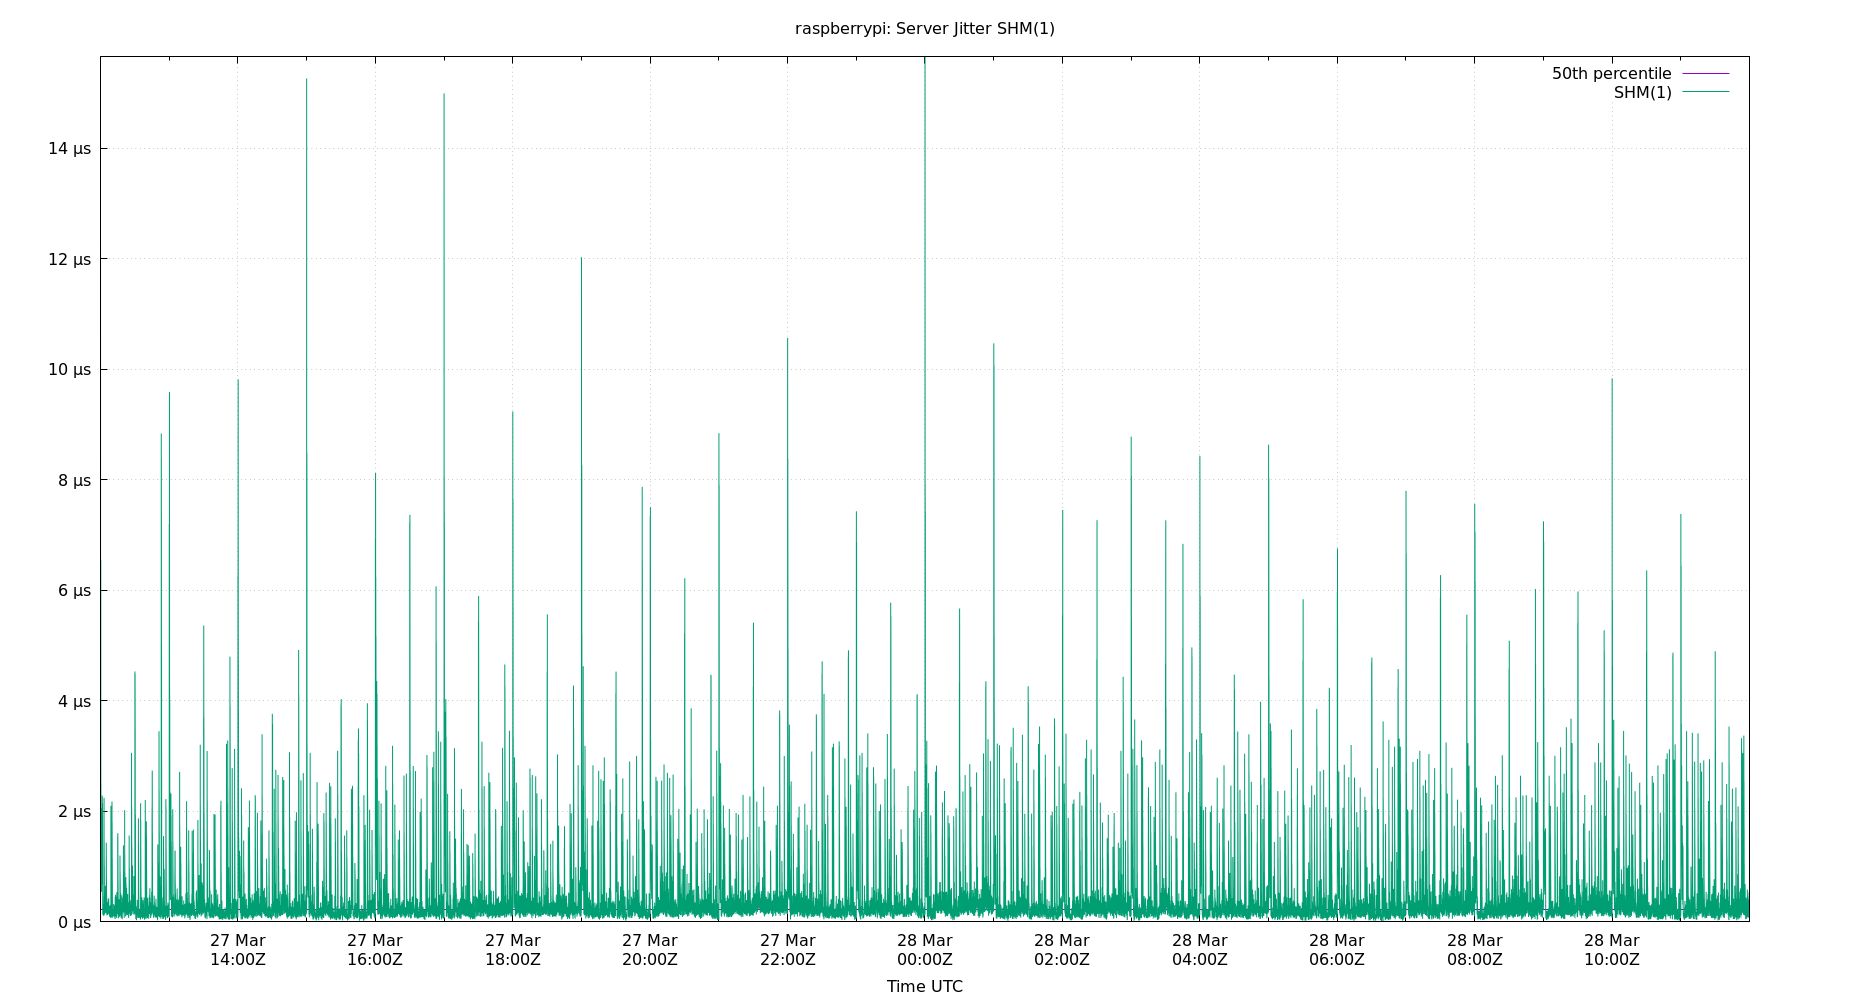 raspberrypi: Server Jitter SHM(1)
50th percentile
SHM(1)
14 µs
12 µs
10 µs
8 µs
6 µs
4 µs
2 µs
0 µs
27 Mar 27 Mar 27 Mar 27 Mar 27 Mar 28 Mar 28 Mar 28 Mar 28 Mar 28 Mar 28 Mar
14:00Z 16:00Z 18:00Z 20:00Z 22:00Z 00:00Z 02:00Z 04:00Z 06:00Z 08:00Z 10:00Z
Time UTC